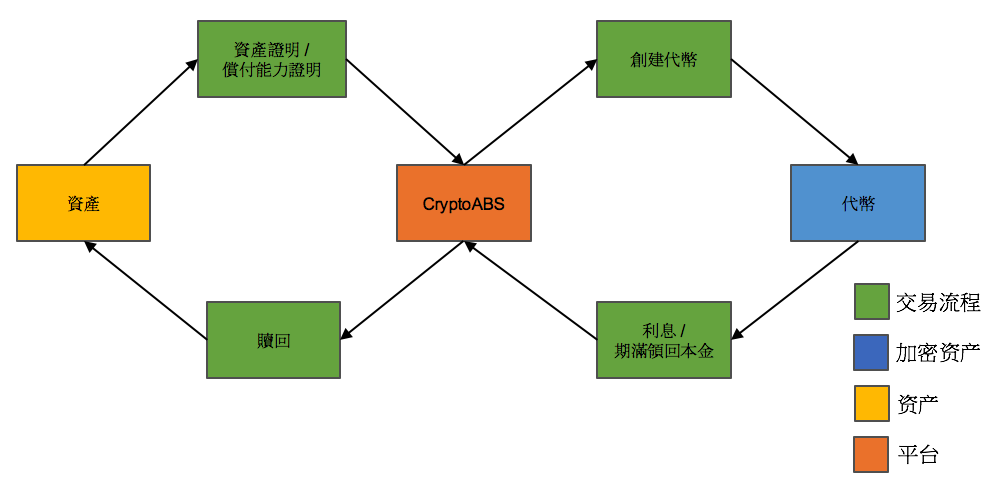 資產證明 /
償付能力證明
創建代幣
資產
CryptoABS
代幣
贖回
利息 /
期滿領回本金
交易流程
加密资产
资产
平台